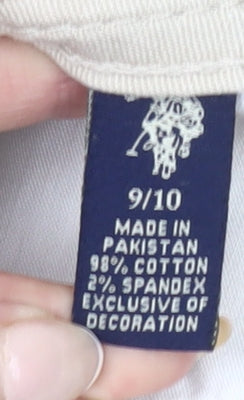 9/10
MADE IN
PAKISTAN
98% COTTON
2% SPANDEX
EXCLUSIVE OF
DECORATION